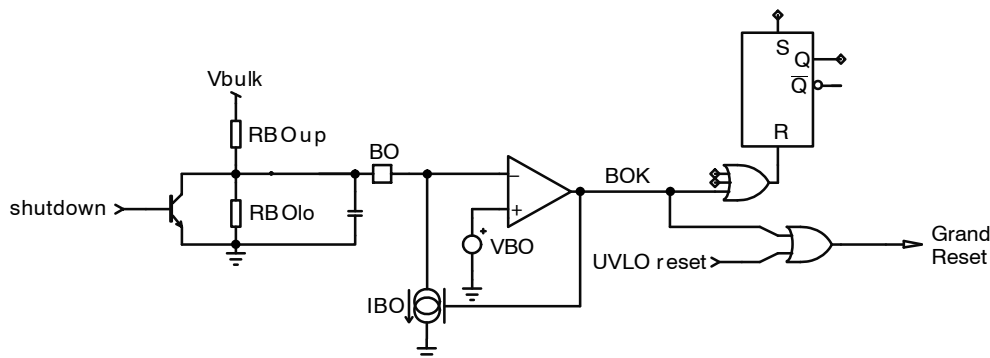 S
Q
Q
R
Vbulk
RBOup
BO
BOK
shutdown
RBOlo
−
+
VBO
UVLO reset
Grand
Reset
IBO